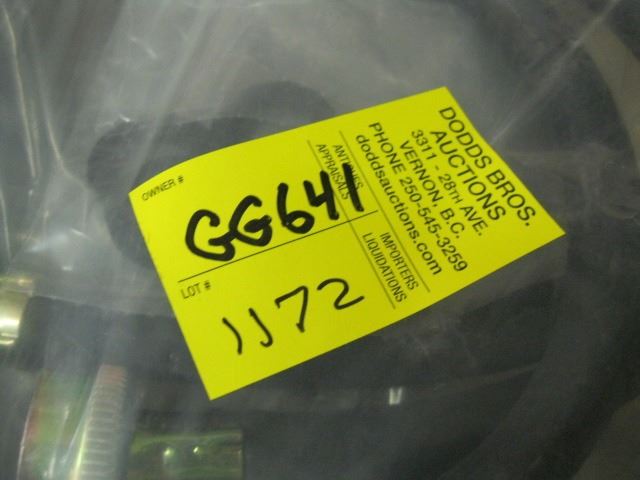 OWNER #
GG641
LOT #
1172
ANTIQUES
APPRAISALS
IMPORTERS
LIQUIDATIONS
DODDS BROS.
AUCTIONS
3311 - 28TH AVE.
VERNON, B.C.
PHONE 250-545-3259
doddsauctions.com